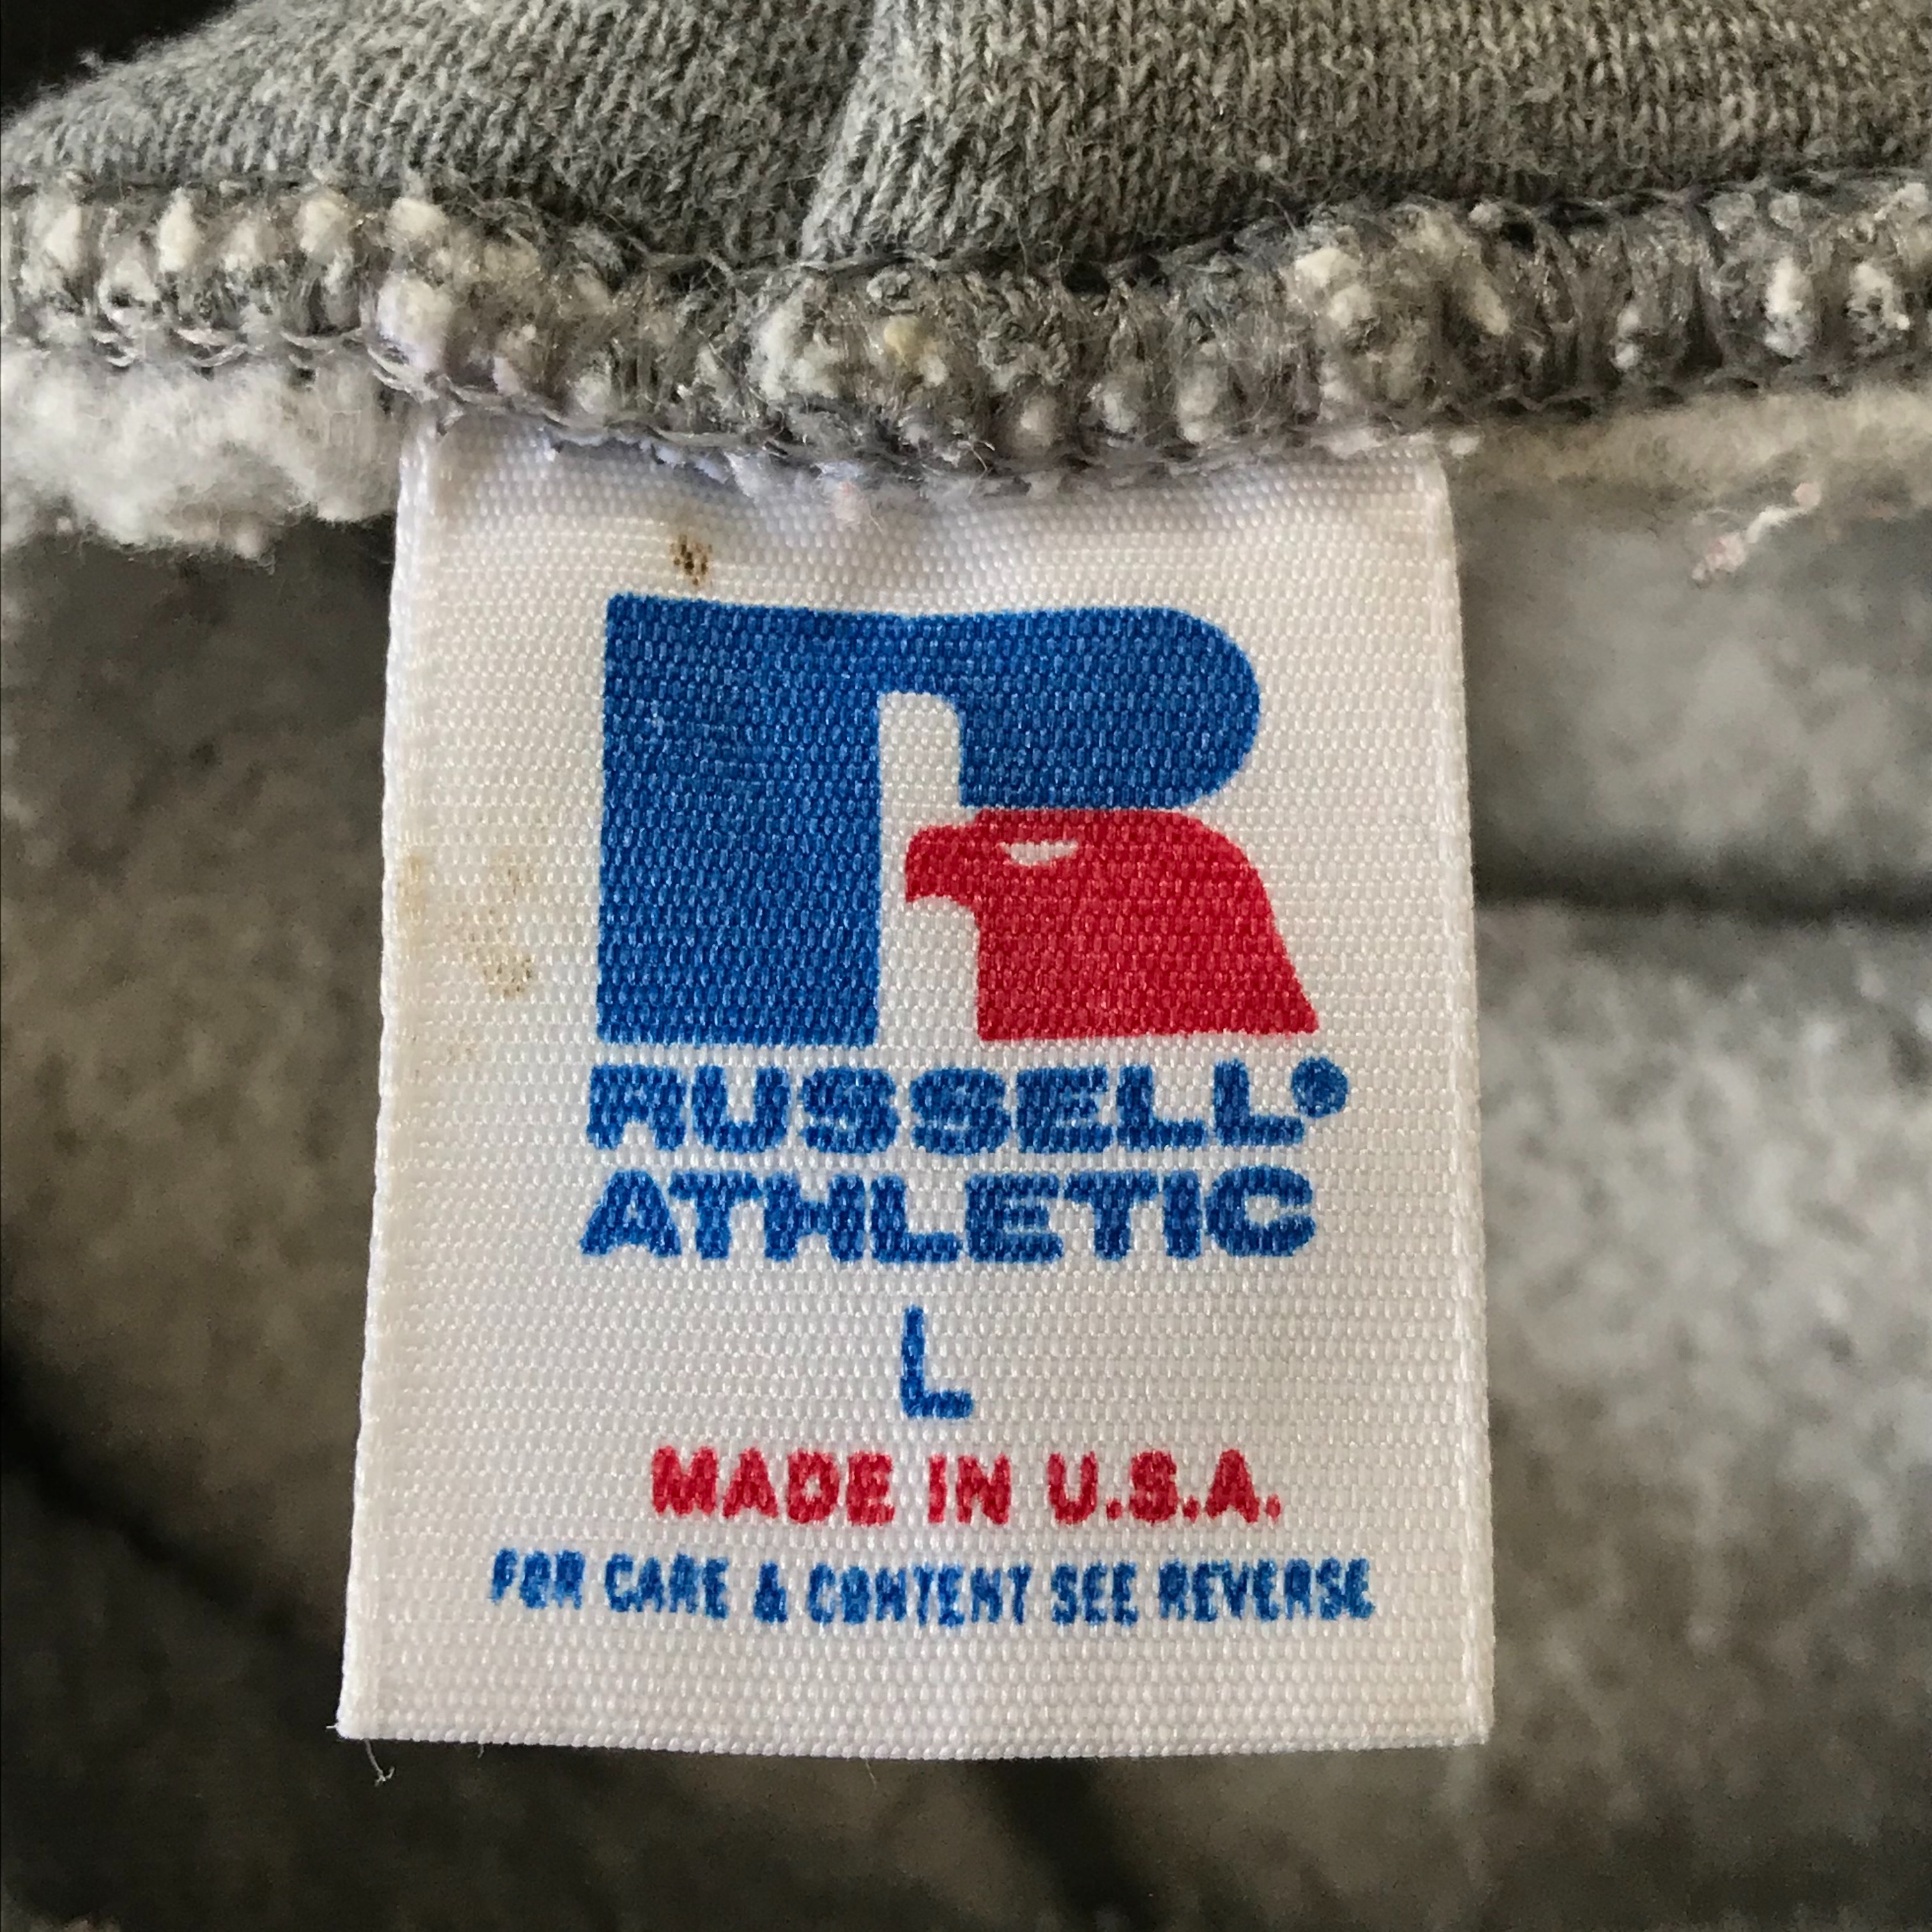 RUSSELL®
ATHLETIC
L
MADE IN U.S.A.
FOR CARE & CONTENT SEE REVERSE